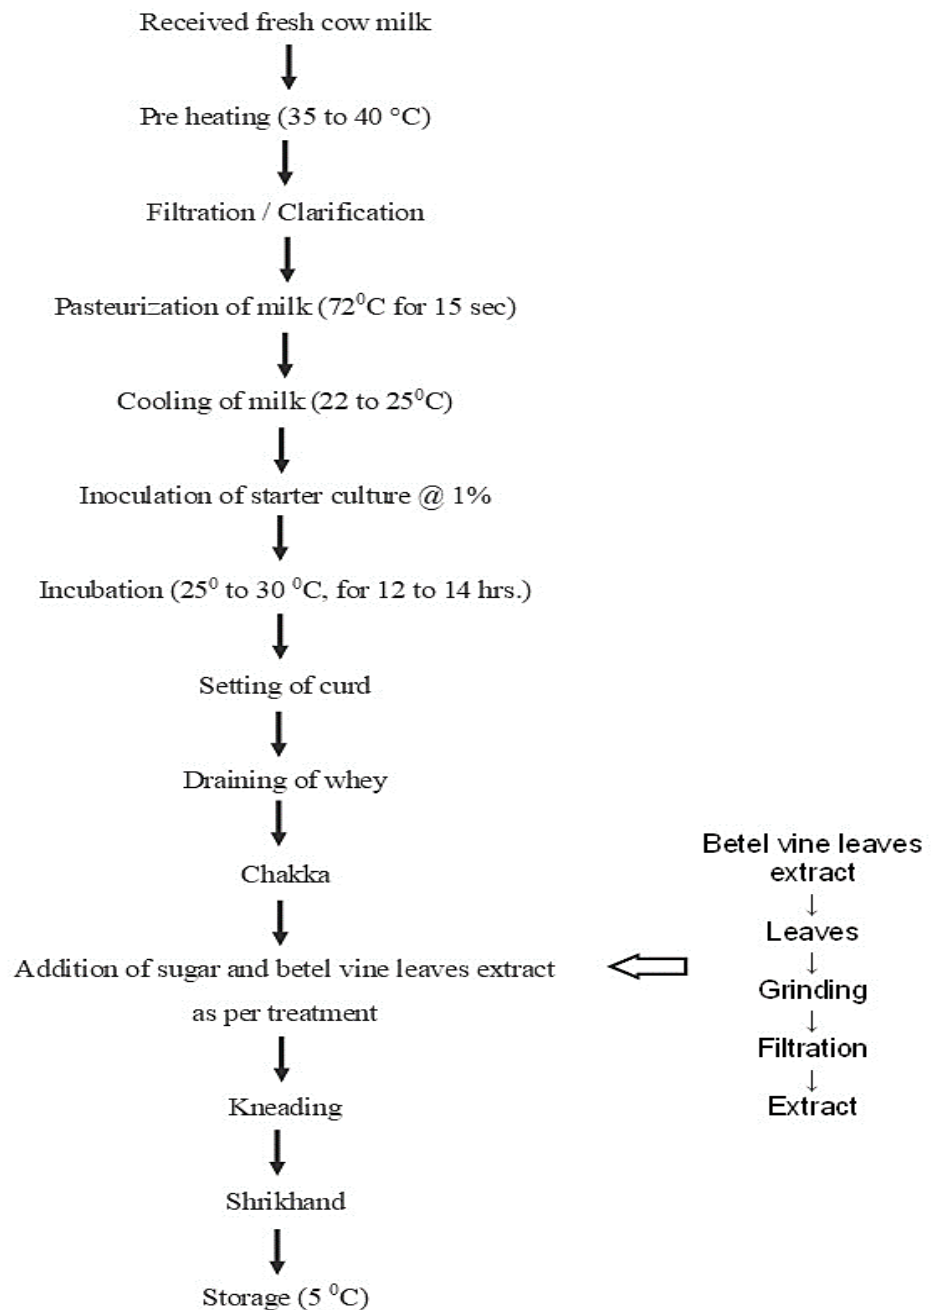 Received fresh cow milk
Pre heating (35 to 40 °C)
Filtration / Clarification
Pasteurization of milk (72⁰C for 15 sec)
Cooling of milk (22 to 25⁰C)
Inoculation of starter culture @ 1%
Incubation (25⁰ to 30 ⁰C, for 12 to 14 hrs.)
Setting of curd
Draining of whey
Chakka
Addition of sugar and betel vine leaves extract
as per treatment
Kneading
Shrikhand
Storage (5 ⁰C)
Betel vine leaves
extract
↓
Leaves
↓
Grinding
↓
Filtration
↓
Extract